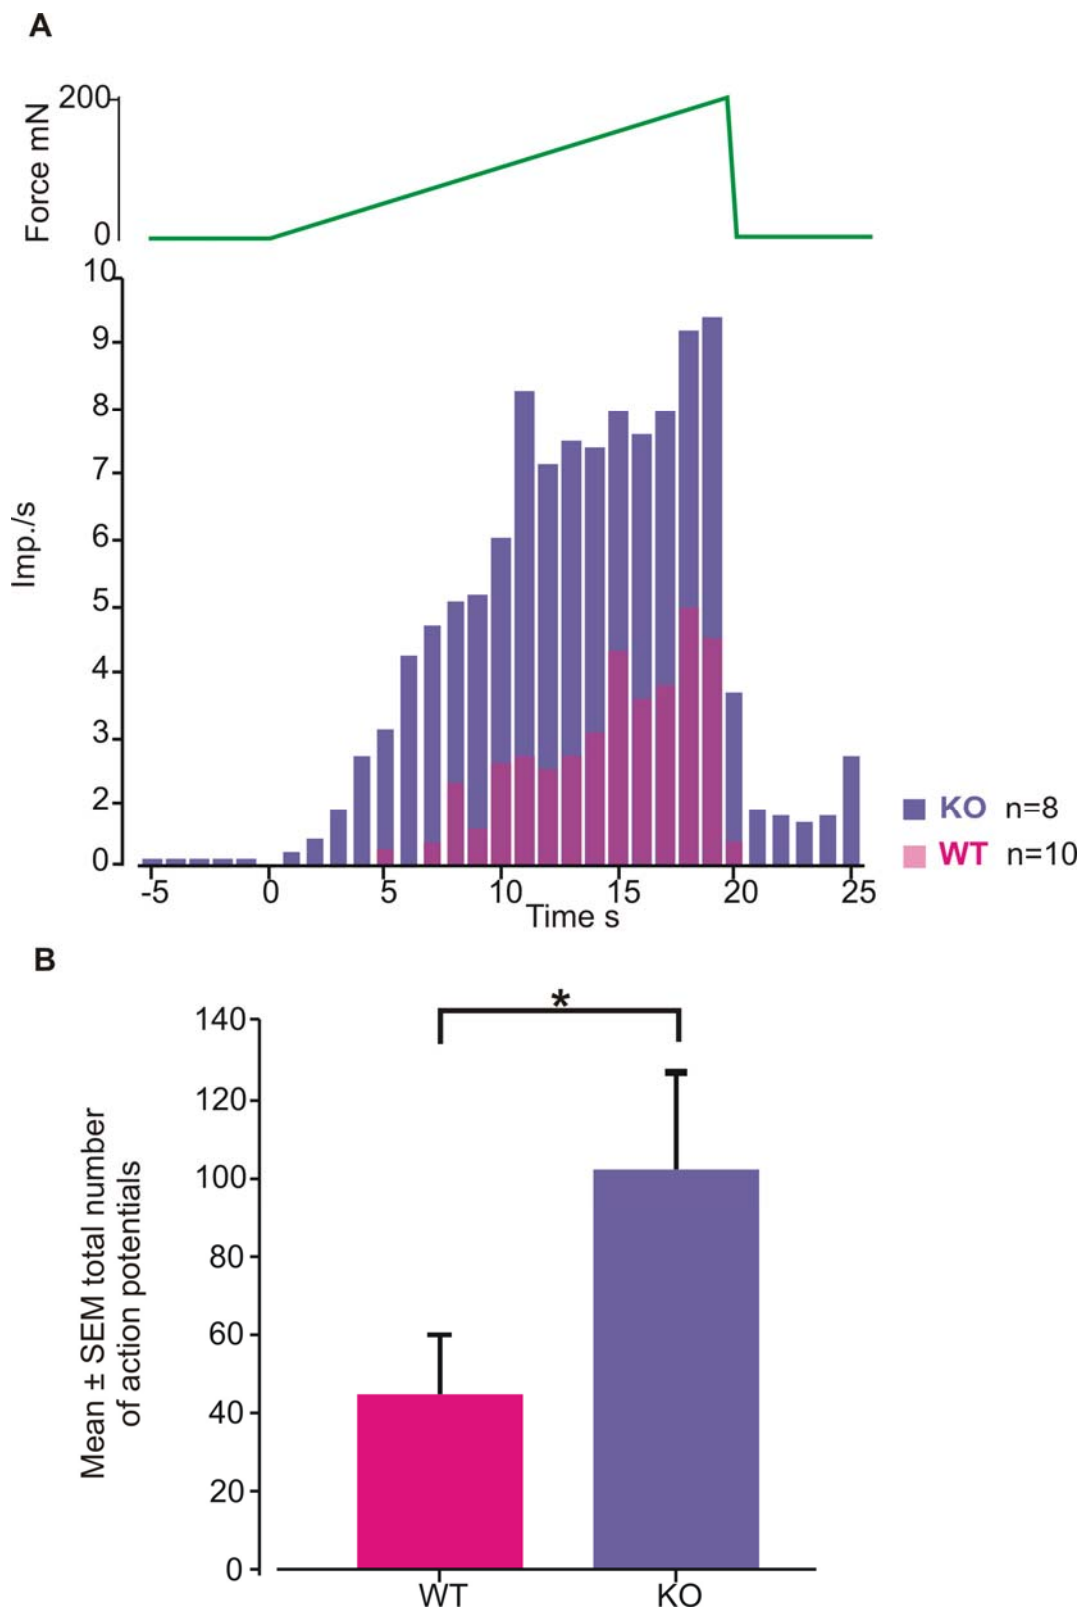 A
Force mN
200
0
Imp./s
10
9
8
7
6
5
4
3
2
0
-5 0 5 10 15 20 25
Time s
KO n=8
WT n=10
B
Mean ± SEM total number
of action potentials
*
140
120
100
80
60
40
20
0
WT KO